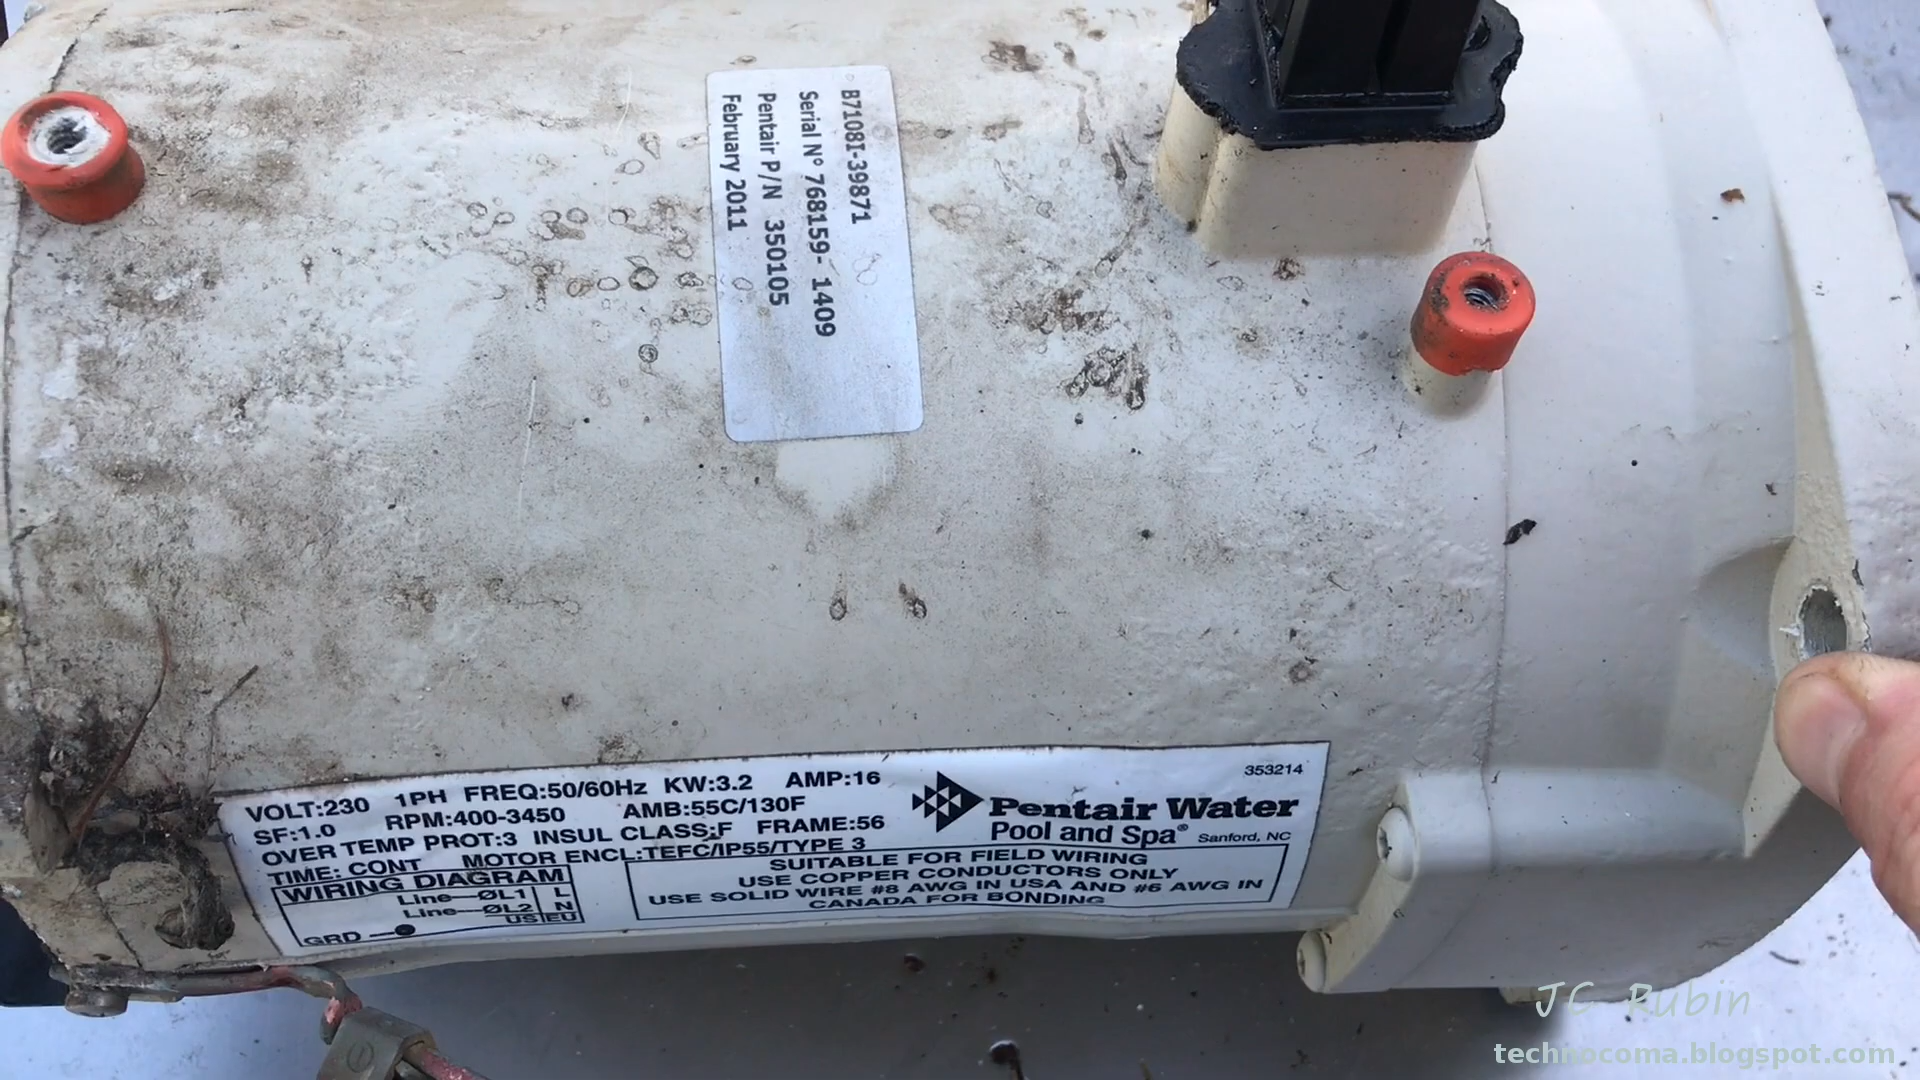 B7108I-39871
Serial N° 768159- 1409
Pentair P/N 350105
February 2011
VOLT:230 1PH FREQ:50/60Hz KW:3.2 AMP:16
SF:1.0 RPM:400-3450 AMB:55C/130F
OVER TEMP PROT:3 INSUL CLASS:F FRAME:56
TIME: CONT MOTOR ENCL:TEFC/IP55/TYPE 3
WIRING DIAGRAM
Line—ØL1 L
Line—ØL2 N
US EU
GRD
353214
Pentair Water
Pool and Spa® Sanford, NC
SUITABLE FOR FIELD WIRING
USE COPPER CONDUCTORS ONLY
USE SOLID WIRE #8 AWG IN USA AND #6 AWG IN
CANADA FOR BONDING
JC Rubin
technocoma.blogspot.com